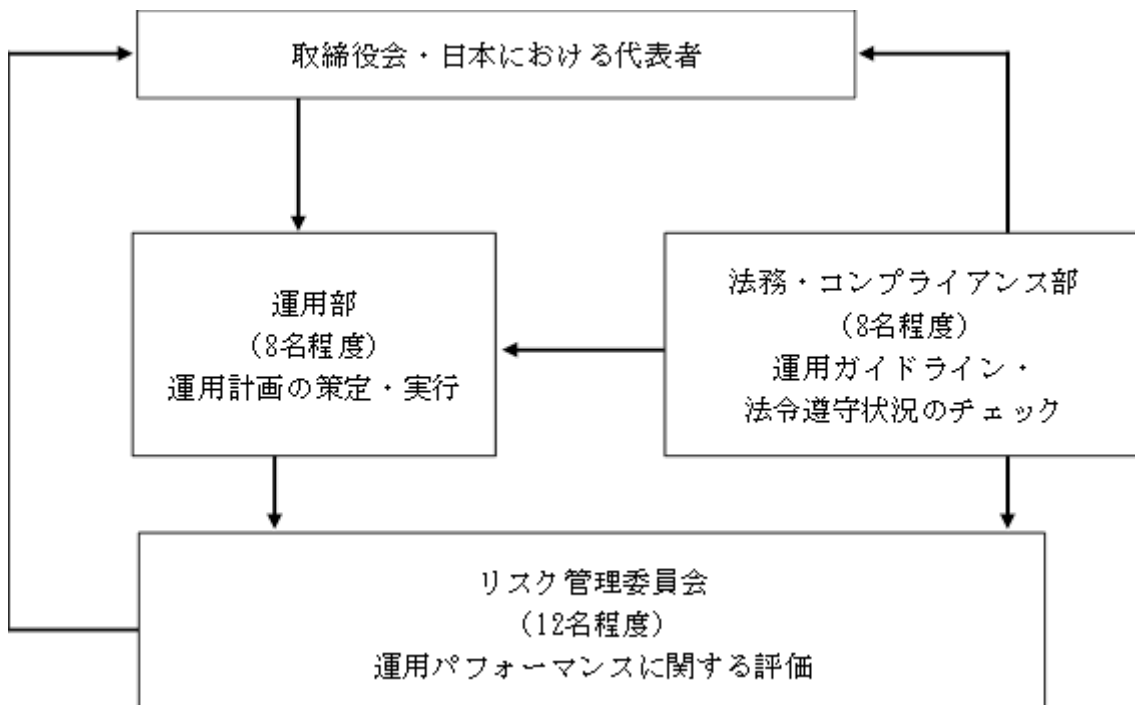 取締役会・日本における代表者
運用部
(8名程度)
運用計画の策定・実行
法務・コンプライアンス部
(8名程度)
運用ガイドライン・
法令遵守状況のチェック
リスク管理委員会
(12名程度)
運用パフォーマンスに関する評価